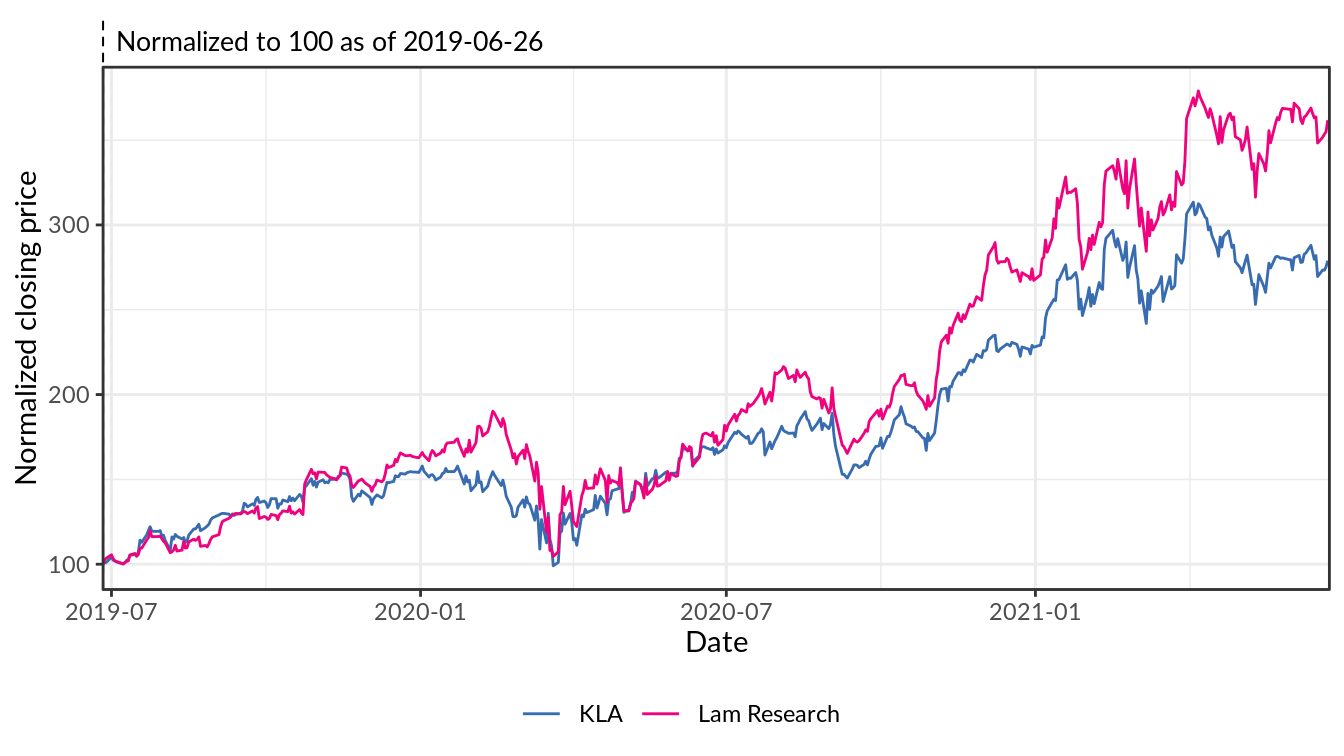 Normalized to 100 as of 2019-06-26
Normalized closing price
300
200
100
2019-07
2020-01
2020-07
2021-01
Date
KLA
Lam Research